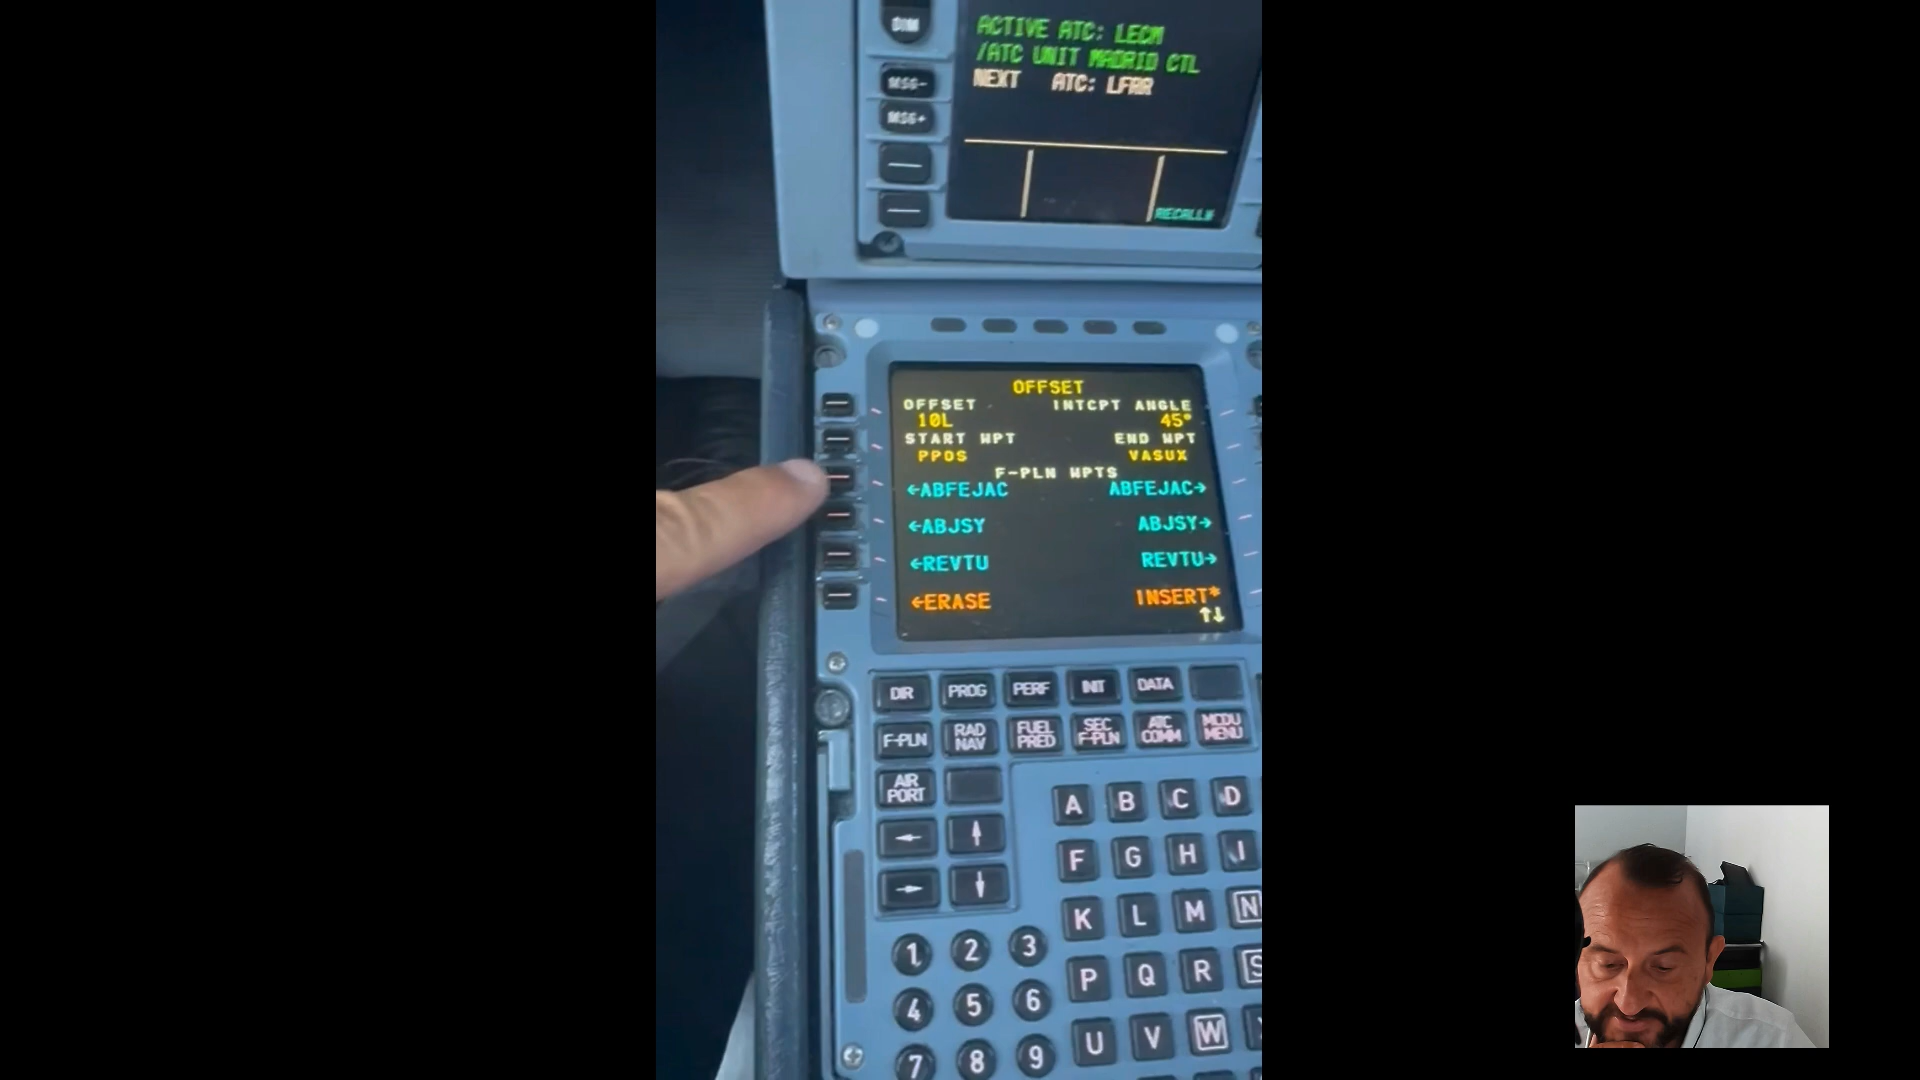 DIM
ACTIVE ATC: LECM
/ATC UNIT MADRID CTL
MSG-
NEXT ATC: LFRR
MSG+
RECALL*
OFFSET
OFFSET INTCPT ANGLE
10L 45°
START WPT END WPT
PPOS VASUX
F-PLN WPTS
←ABFEJAC ABFEJAC→
←ABJSY ABJSY→
←REVTU REVTU→
←ERASE INSERT*
↑↓
DIR PROG PERF INIT DATA
F-PLN RAD NAV FUEL PRED SEC F-PLN ATC COMM MCDU MENU
AIR PORT
← ↑
→ ↓
A B C D
F G H I
K L M N
1 2 3
P Q R S
4 5 6
U V W
7 8 9